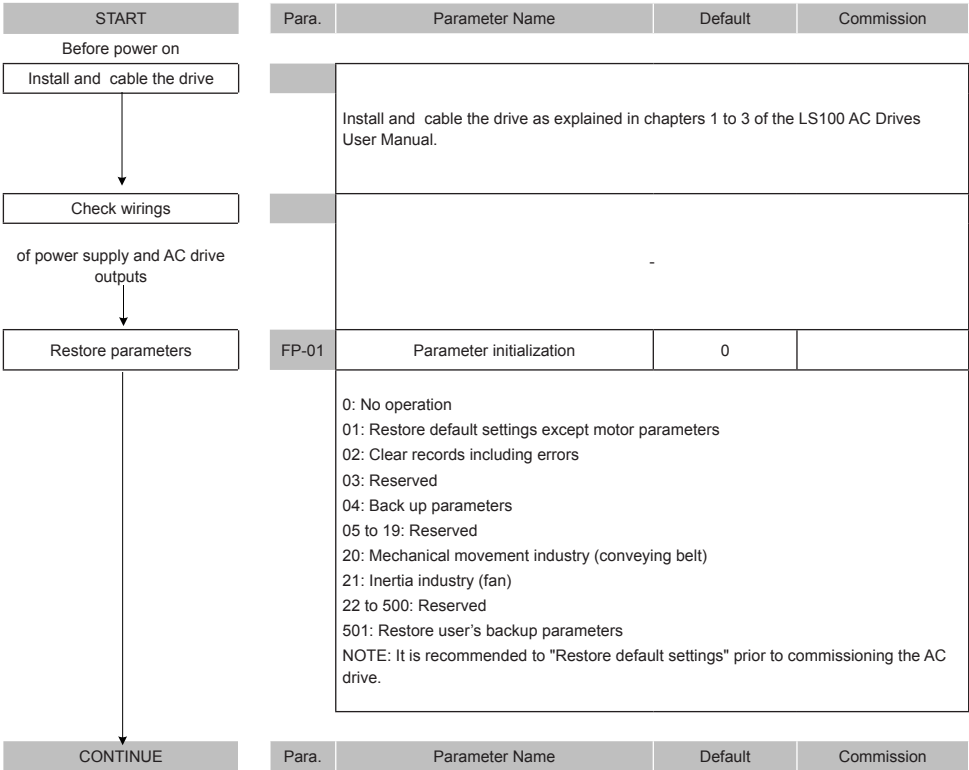 START Para. Parameter Name Default Commission
Before power on
Install and cable the drive
Install and cable the drive as explained in chapters 1 to 3 of the LS100 AC Drives
User Manual.
Check wirings
of power supply and AC drive
outputs
-
Restore parameters FP-01 Parameter initialization 0
0: No operation
01: Restore default settings except motor parameters
02: Clear records including errors
03: Reserved
04: Back up parameters
05 to 19: Reserved
20: Mechanical movement industry (conveying belt)
21: Inertia industry (fan)
22 to 500: Reserved
501: Restore user’s backup parameters
NOTE: It is recommended to "Restore default settings" prior to commissioning the AC
drive.
CONTINUE Para. Parameter Name Default Commission